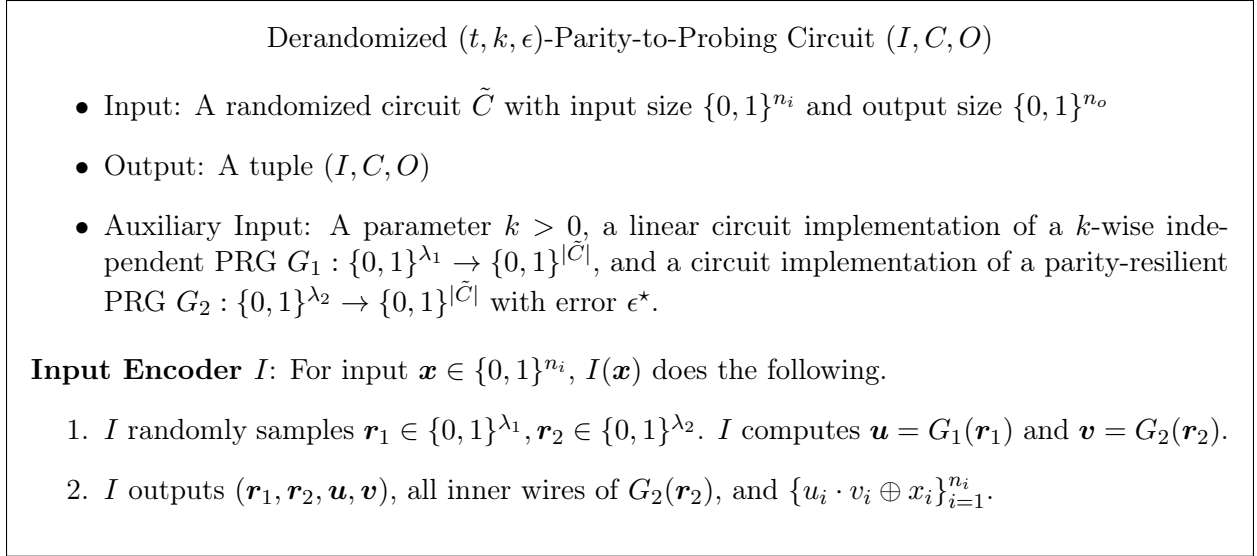 Derandomized (t, k, ϵ)-Parity-to-Probing Circuit (I, C, O)
• Input: A randomized circuit C̃ with input size {0, 1}^{n_i} and output size {0, 1}^{n_o}
• Output: A tuple (I, C, O)
• Auxiliary Input: A parameter k > 0, a linear circuit implementation of a k-wise inde-
pendent PRG G_1 : {0, 1}^{λ_1} → {0, 1}^{|C̃|}, and a circuit implementation of a parity-resilient
PRG G_2 : {0, 1}^{λ_2} → {0, 1}^{|C̃|} with error ϵ^⋆.
Input Encoder I: For input x ∈ {0, 1}^{n_i}, I(x) does the following.
1. I randomly samples r_1 ∈ {0, 1}^{λ_1}, r_2 ∈ {0, 1}^{λ_2}. I computes u = G_1(r_1) and v = G_2(r_2).
2. I outputs (r_1, r_2, u, v), all inner wires of G_2(r_2), and {u_i · v_i ⊕ x_i}_{i=1}^{n_i}.